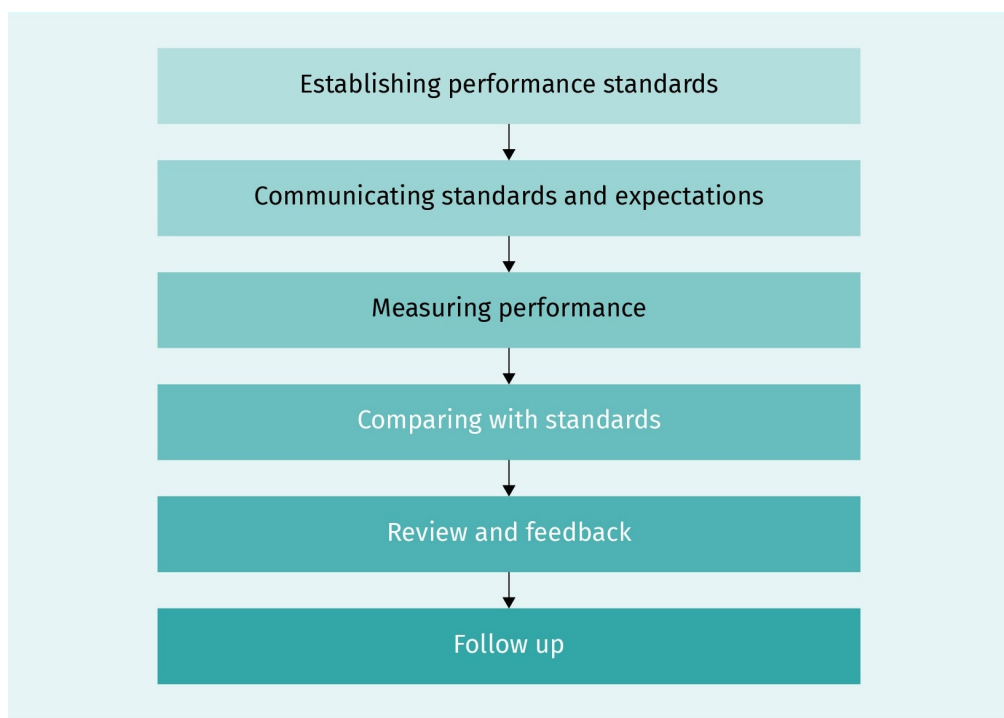 Establishing performance standards
Communicating standards and expectations
Measuring performance
Comparing with standards
Review and feedback
Follow up